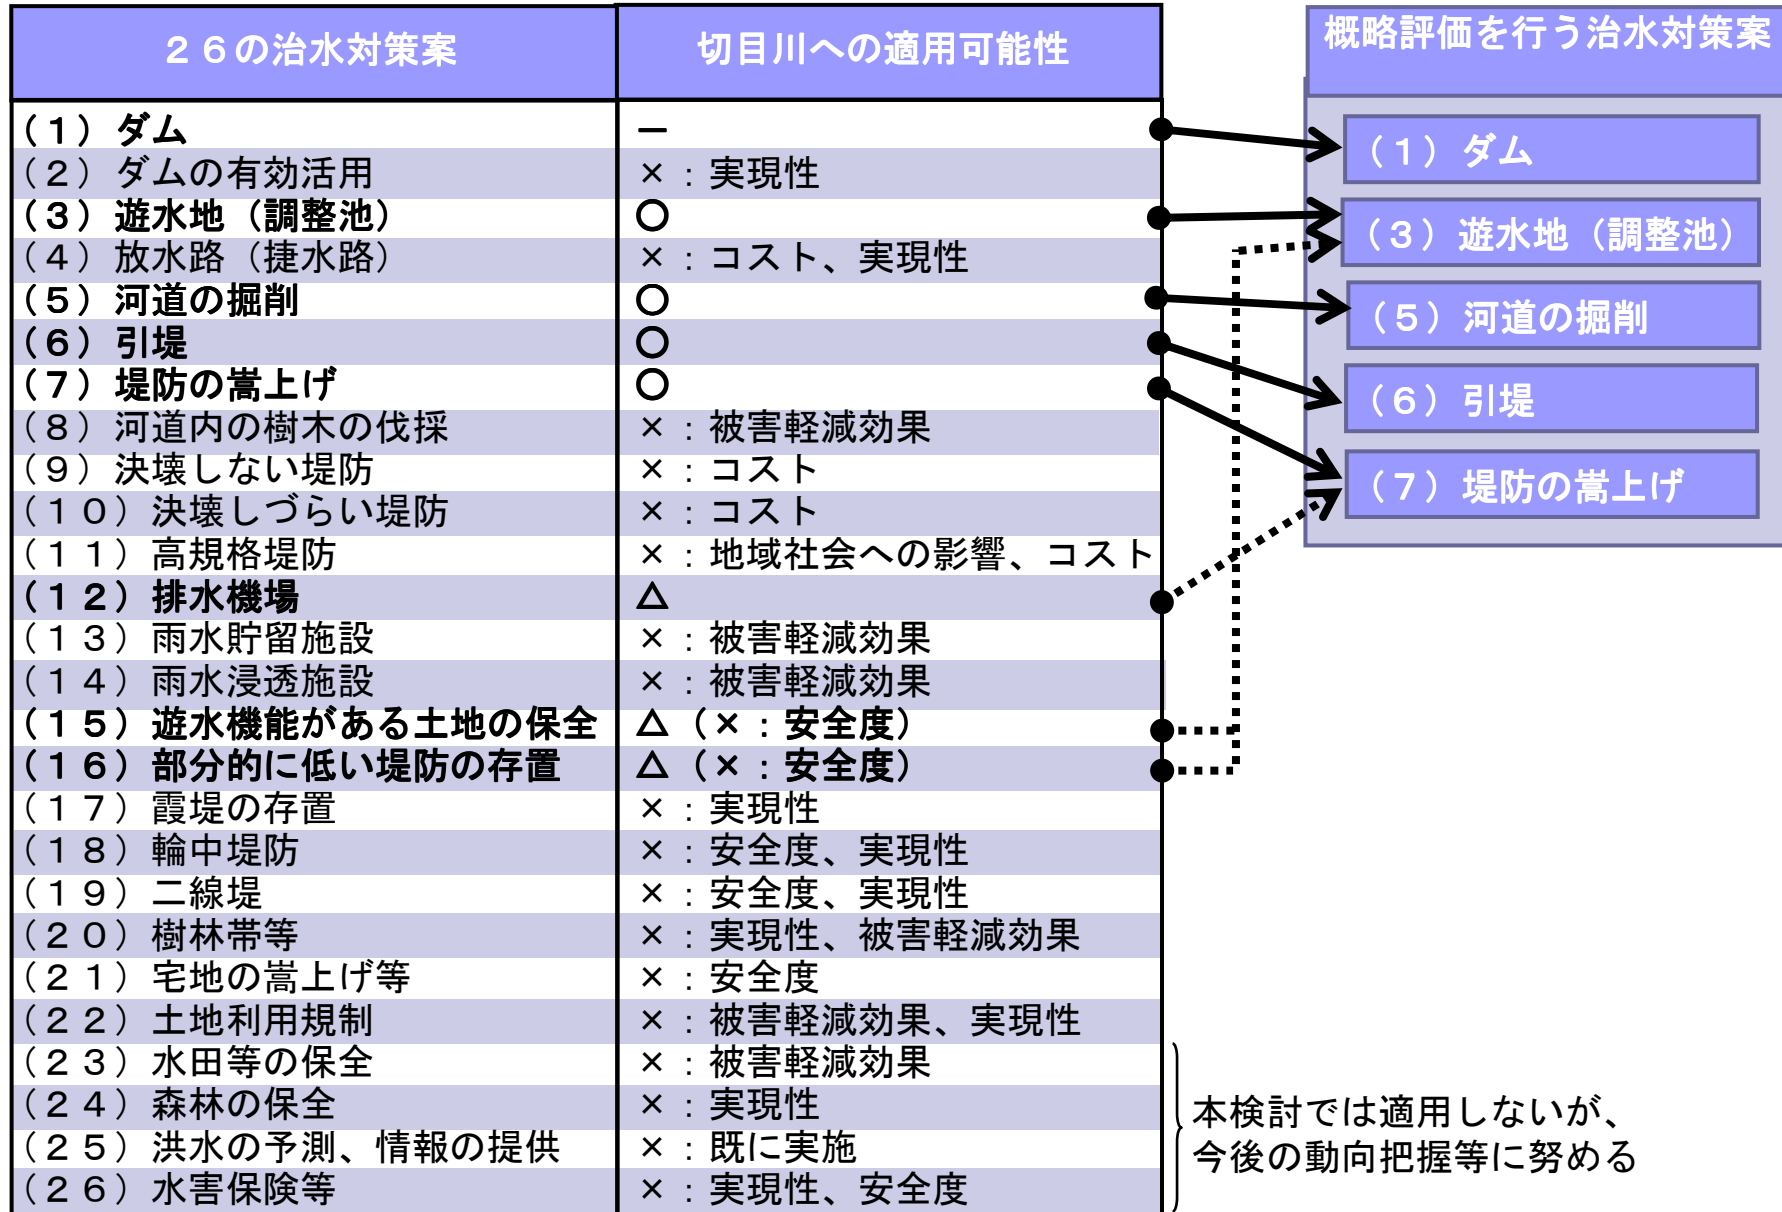 ２６の治水対策案
切目川への適用可能性
概略評価を行う治水対策案
（１）ダム
－
（２）ダムの有効活用
×：実現性
（３）遊水地（調整池）
○
（４）放水路（捷水路）
×：コスト、実現性
（５）河道の掘削
○
（６）引堤
○
（７）堤防の嵩上げ
○
（８）河道内の樹木の伐採
×：被害軽減効果
（９）決壊しない堤防
×：コスト
（１０）決壊しづらい堤防
×：コスト
（１１）高規格堤防
×：地域社会への影響、コスト
（１２）排水機場
△
（１３）雨水貯留施設
×：被害軽減効果
（１４）雨水浸透施設
×：被害軽減効果
（１５）遊水機能がある土地の保全
△（×：安全度）
（１６）部分的に低い堤防の存置
△（×：安全度）
（１７）霞堤の存置
×：実現性
（１８）輪中堤防
×：安全度、実現性
（１９）二線堤
×：安全度、実現性
（２０）樹林帯等
×：実現性、被害軽減効果
（２１）宅地の嵩上げ等
×：安全度
（２２）土地利用規制
×：被害軽減効果、実現性
（２３）水田等の保全
×：被害軽減効果
（２４）森林の保全
×：実現性
（２５）洪水の予測、情報の提供
×：既に実施
（２６）水害保険等
×：実現性、安全度
（１）ダム
（３）遊水地（調整池）
（５）河道の掘削
（６）引堤
（７）堤防の嵩上げ
本検討では適用しないが、
今後の動向把握等に努める